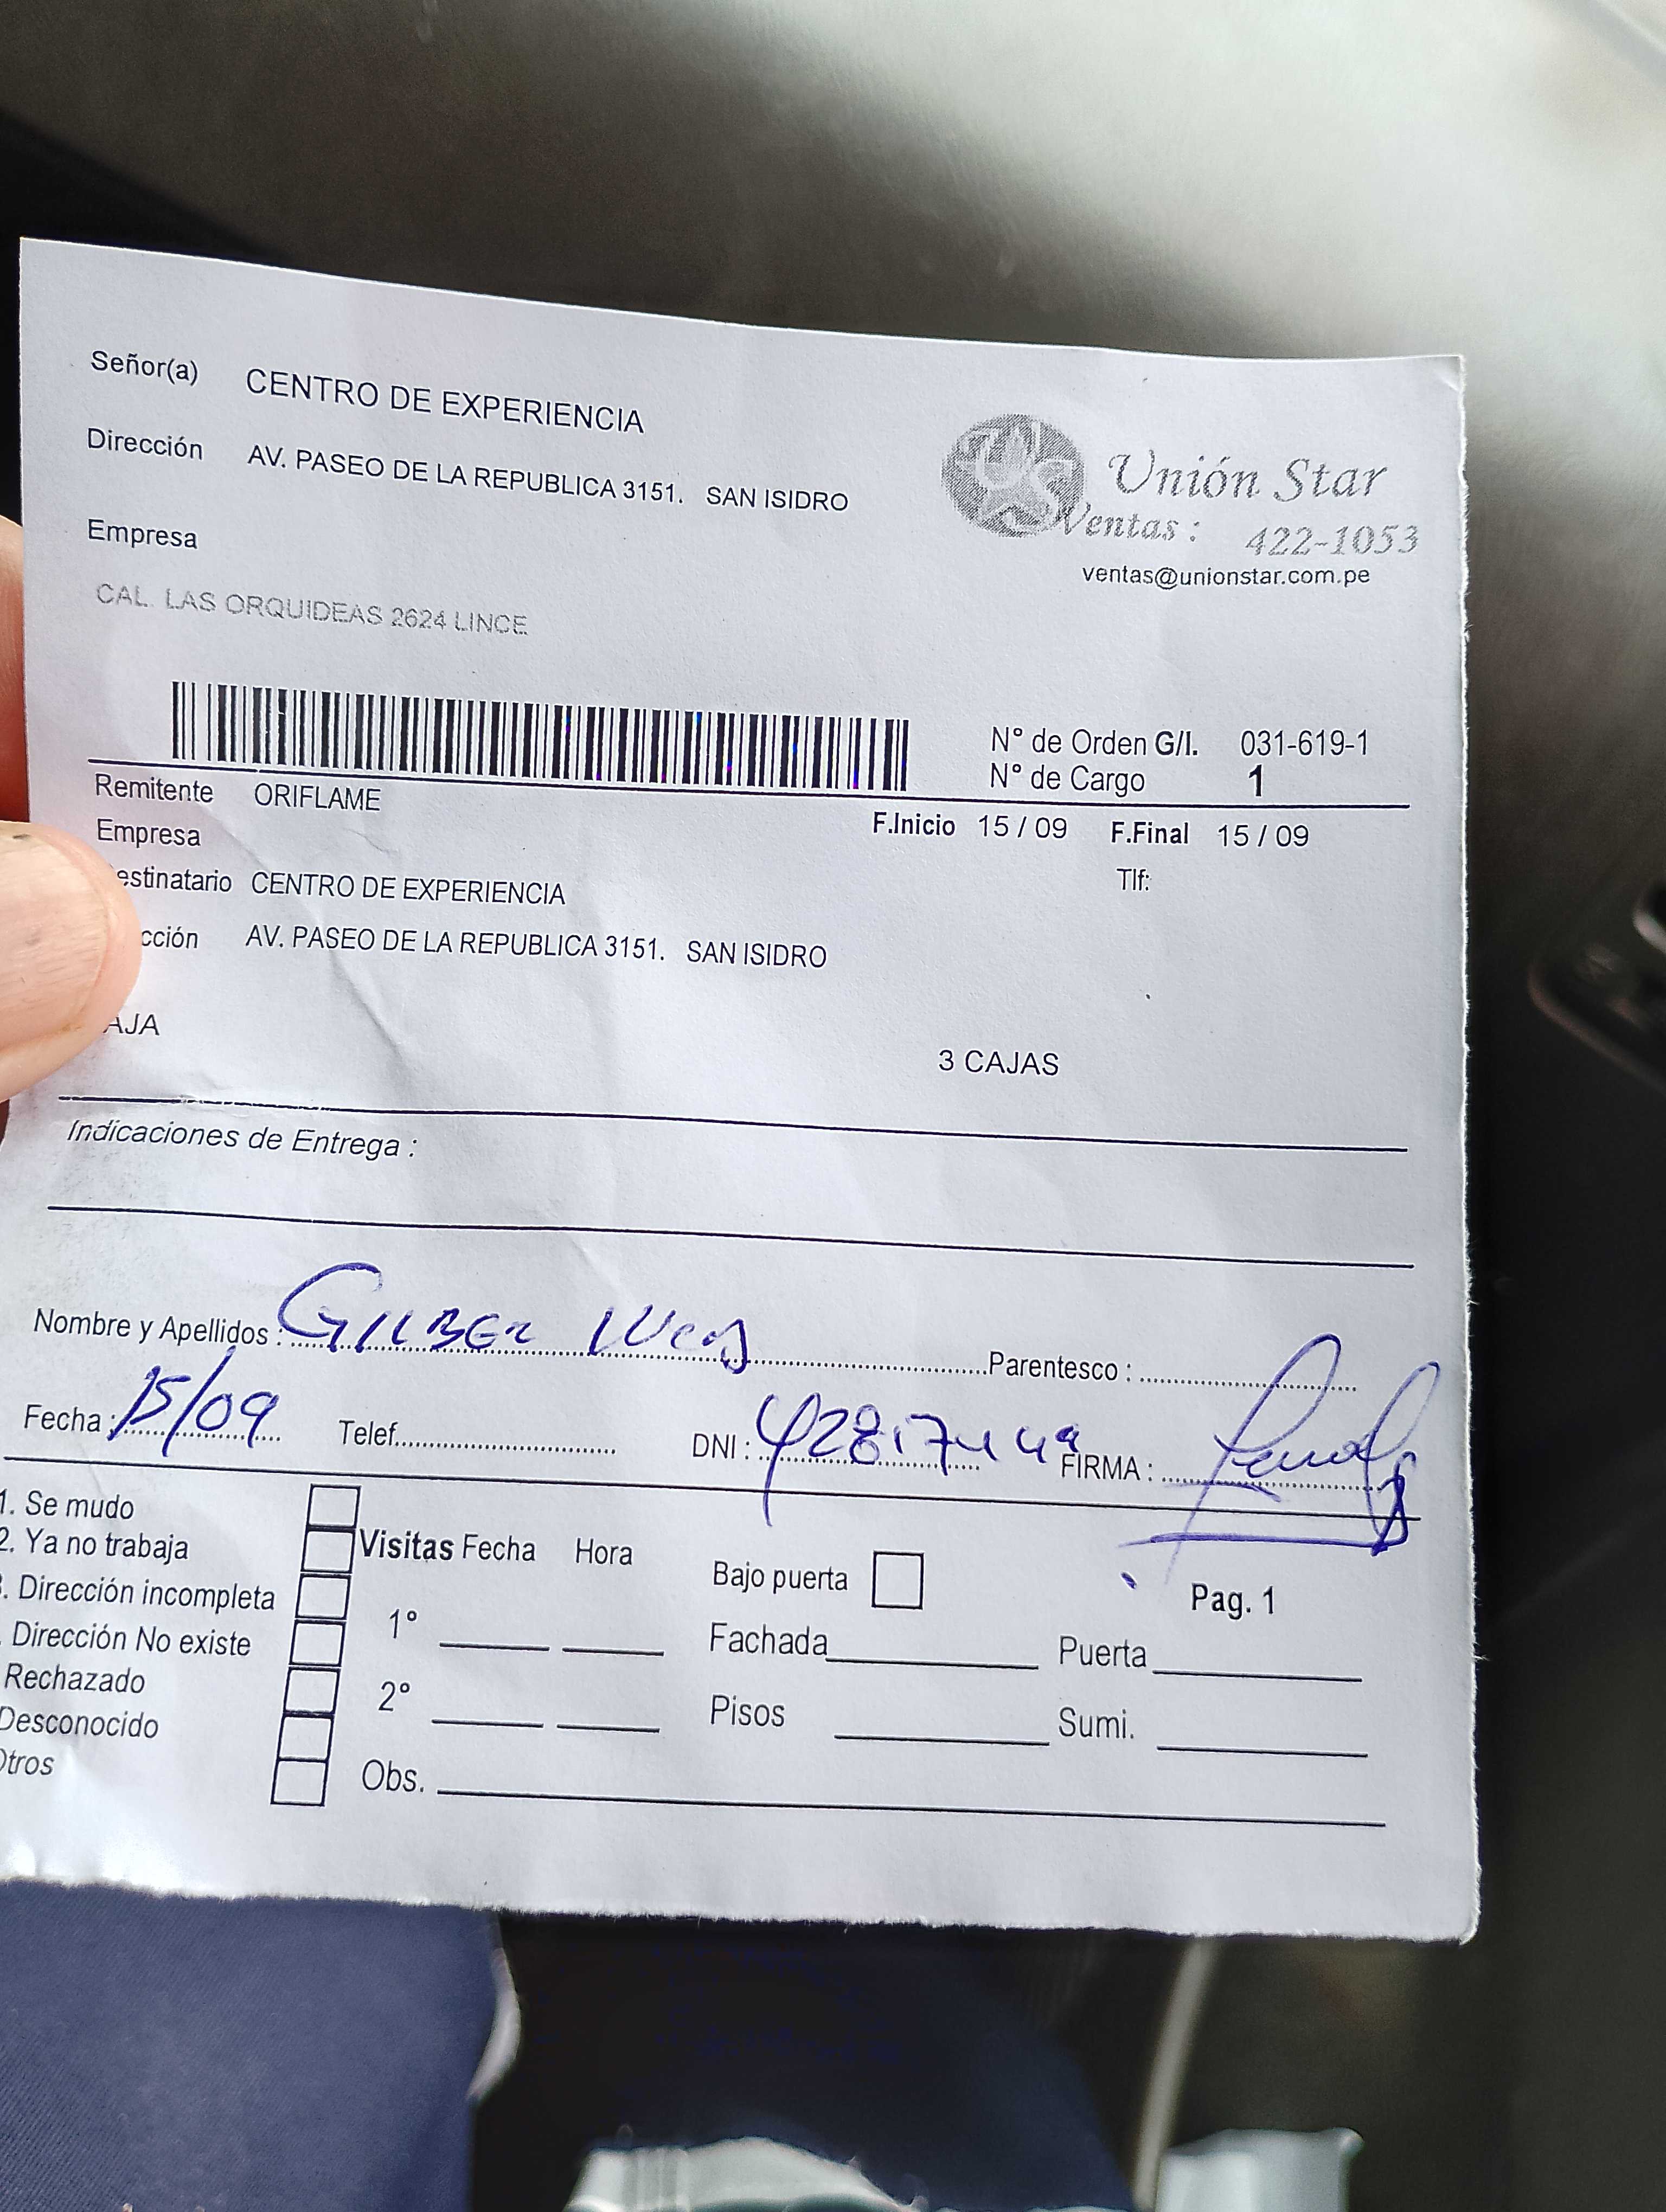 Señor(a) CENTRO DE EXPERIENCIA
Dirección AV. PASEO DE LA REPUBLICA 3151. SAN ISIDRO
Unión Star
Ventas : 422-1053
ventas@unionstar.com.pe
Empresa
CAL. LAS ORQUIDEAS 2624 LINCE
N° de Orden G/I. 031-619-1
N° de Cargo 1
Remitente ORIFLAME
F.Inicio 15 / 09 F.Final 15 / 09
Empresa
estinatario CENTRO DE EXPERIENCIA
Tlf:
cción AV. PASEO DE LA REPUBLICA 3151. SAN ISIDRO
AJA
3 CAJAS
Indicaciones de Entrega :
Nombre y Apellidos : GILBER Parentesco :
Fecha : 15/09 Telef. DNI : FIRMA :
1. Se mudo
2. Ya no trabaja
. Dirección incompleta
. Dirección No existe
Rechazado
Desconocido
Otros
Visitas Fecha Hora
1°
2°
Obs.
Bajo puerta
Pag. 1
Fachada Puerta
Pisos Sumi.